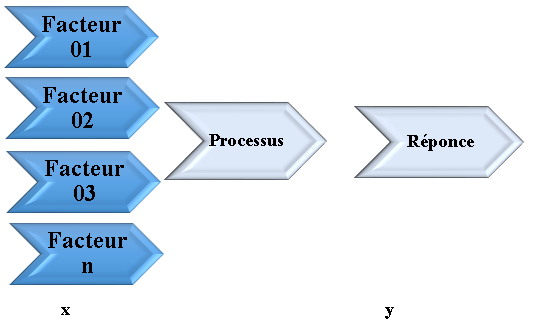 Facteur
01
Facteur
02
Facteur
03
Facteur
n
Processus
Réponce
x
y